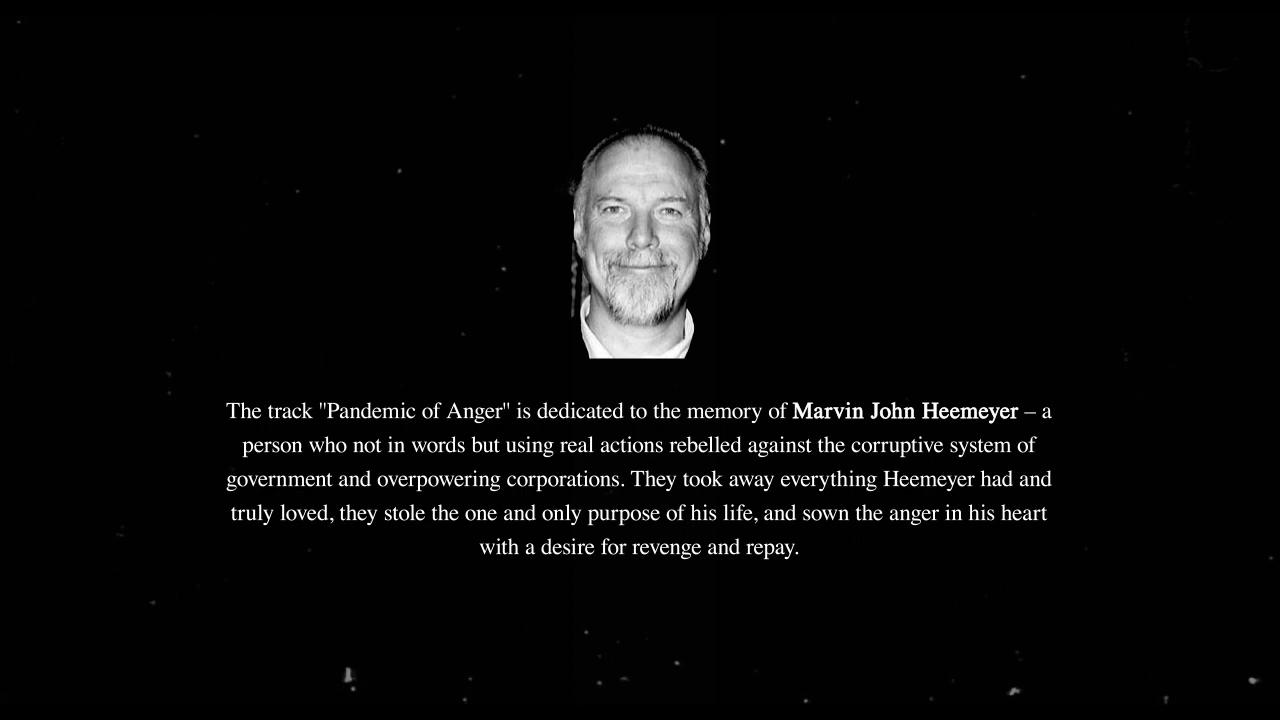 The track "Pandemic of Anger" is dedicated to the memory of Marvin John Heemeyer – a
person who not in words but using real actions rebelled against the corruptive system of
government and overpowering corporations. They took away everything Heemeyer had and
truly loved, they stole the one and only purpose of his life, and sown the anger in his heart
with a desire for revenge and repay.